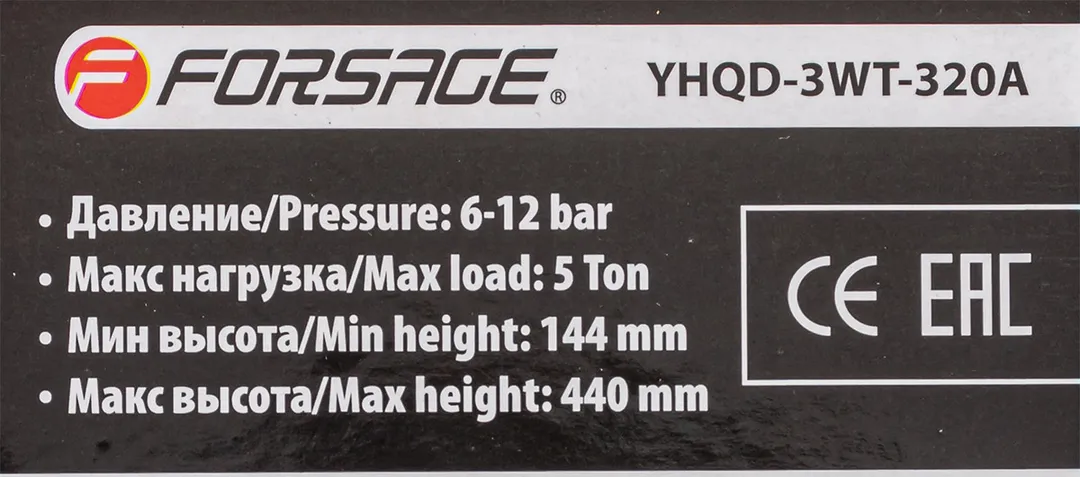 FORSAGE® YHQD-3WT-320A
• Давление/Pressure: 6-12 bar
• Макс нагрузка/Max load: 5 Ton
• Мин высота/Min height: 144 mm
• Макс высота/Max height: 440 mm
CE EAC